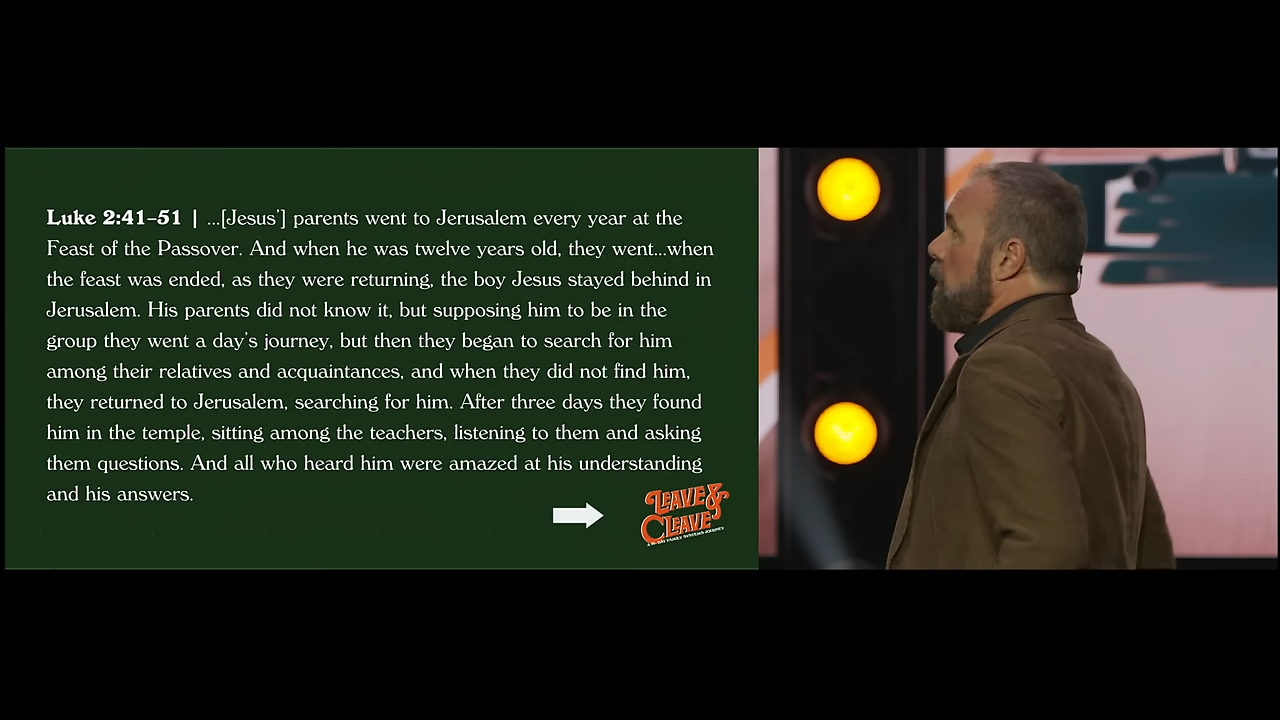 Luke 2:41–51 | ...[Jesus'] parents went to Jerusalem every year at the
Feast of the Passover. And when he was twelve years old, they went...when
the feast was ended, as they were returning, the boy Jesus stayed behind in
Jerusalem. His parents did not know it, but supposing him to be in the
group they went a day's journey, but then they began to search for him
among their relatives and acquaintances, and when they did not find him,
they returned to Jerusalem, searching for him. After three days they found
him in the temple, sitting among the teachers, listening to them and asking
them questions. And all who heard him were amazed at his understanding
and his answers.
LEAVE &
CLEAVE
FAMILY SYSTEMS JOURNEY